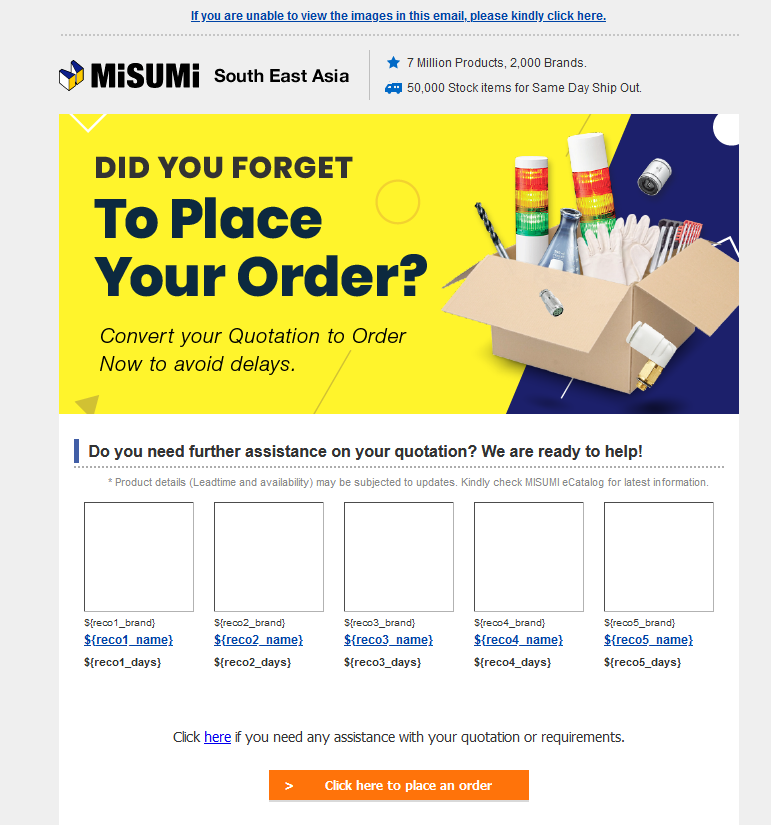 If you are unable to view the images in this email, please kindly click here.
MiSUMi South East Asia
7 Million Products, 2,000 Brands.
50,000 Stock items for Same Day Ship Out.
DID YOU FORGET
To Place
Your Order?
Convert your Quotation to Order
Now to avoid delays.
Do you need further assistance on your quotation? We are ready to help!
* Product details (Leadtime and availability) may be subjected to updates. Kindly check MISUMI eCatalog for latest information.
${reco1_brand} ${reco2_brand} ${reco3_brand} ${reco4_brand} ${reco5_brand}
${reco1_name} ${reco2_name} ${reco3_name} ${reco4_name} ${reco5_name}
${reco1_days} ${reco2_days} ${reco3_days} ${reco4_days} ${reco5_days}
Click here if you need any assistance with your quotation or requirements.
> Click here to place an order